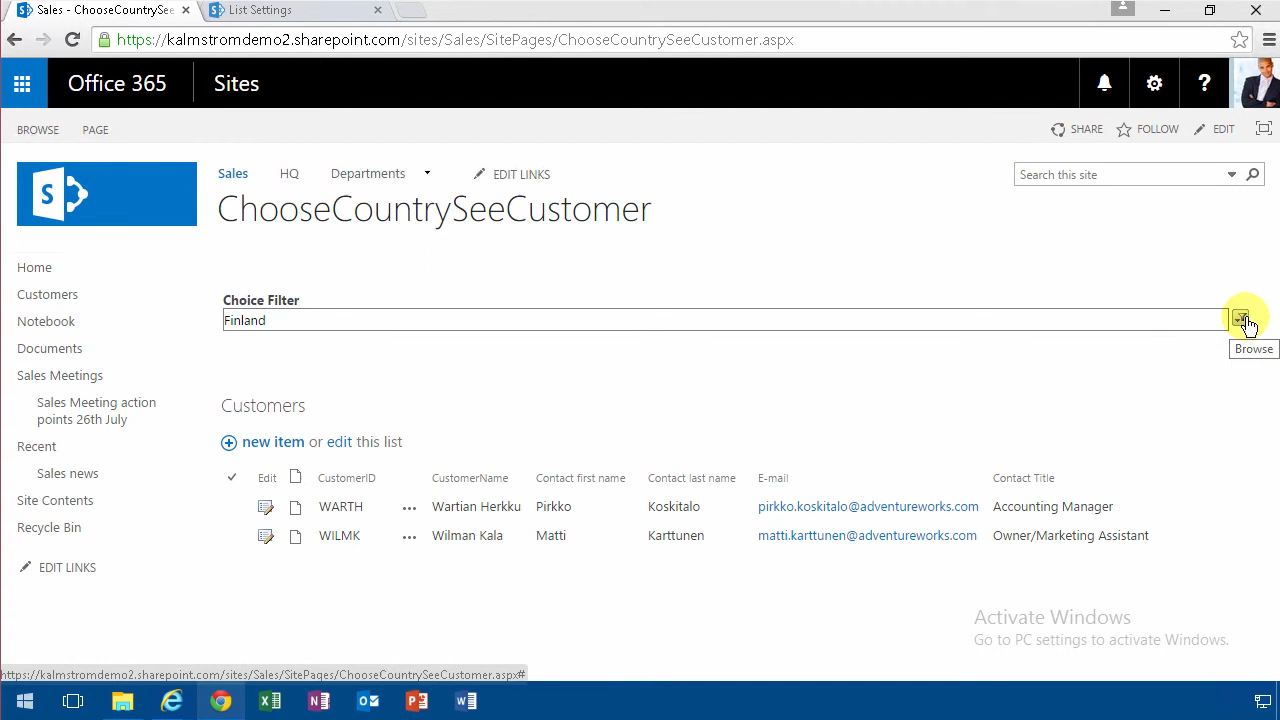 Sales - ChooseCountrySee
List Settings
https://kalmstromdemo2.sharepoint.com/sites/Sales/SitePages/ChooseCountrySeeCustomer.aspx
Office 365
Sites
BROWSE
PAGE
SHARE
FOLLOW
EDIT
Sales
HQ
Departments
EDIT LINKS
Search this site
ChooseCountrySeeCustomer
Home
Customers
Notebook
Documents
Sales Meetings
Sales Meeting action
points 26th July
Recent
Sales news
Site Contents
Recycle Bin
EDIT LINKS
Choice Filter
Finland
Browse
Customers
new item or edit this list
Edit CustomerID CustomerName Contact first name Contact last name E-mail Contact Title
WARTH ... Wartian Herkku Pirkko Koskitalo pirkko.koskitalo@adventureworks.com Accounting Manager
WILMK ... Wilman Kala Matti Karttunen matti.karttunen@adventureworks.com Owner/Marketing Assistant
Activate Windows
Go to PC settings to activate Windows.
https://kalmstromdemo2.sharepoint.com/sites/Sales/SitePages/ChooseCountrySeeCustomer.aspx#